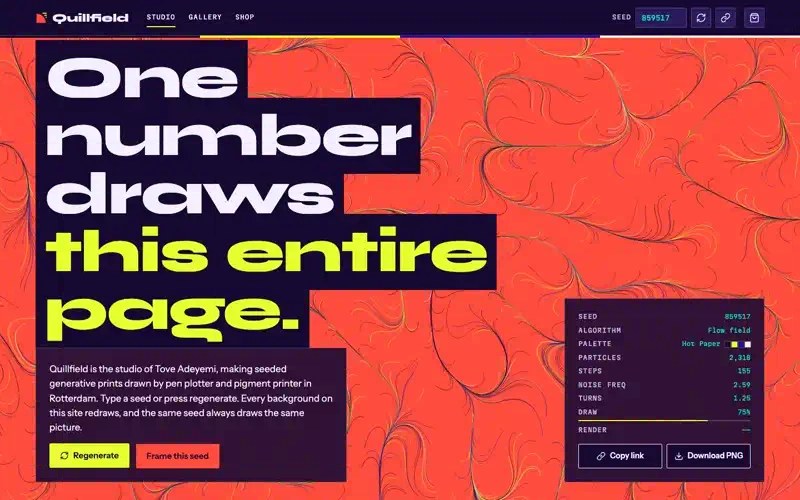 Quillfield
STUDIO GALLERY SHOP
SEED 859517
One
number
draws
this entire
page.
Quillfield is the studio of Tove Adeyemi, making seeded
generative prints drawn by pen plotter and pigment printer in
Rotterdam. Type a seed or press regenerate. Every background on
this site redraws, and the same seed always draws the same
picture.
Regenerate
Frame this seed
SEED 859517
ALGORITHM Flow field
PALETTE Hot Paper
PARTICLES 2,318
STEPS 155
NOISE FREQ 2.59
TURNS 1.25
DRAW 75%
RENDER —
Copy link
Download PNG